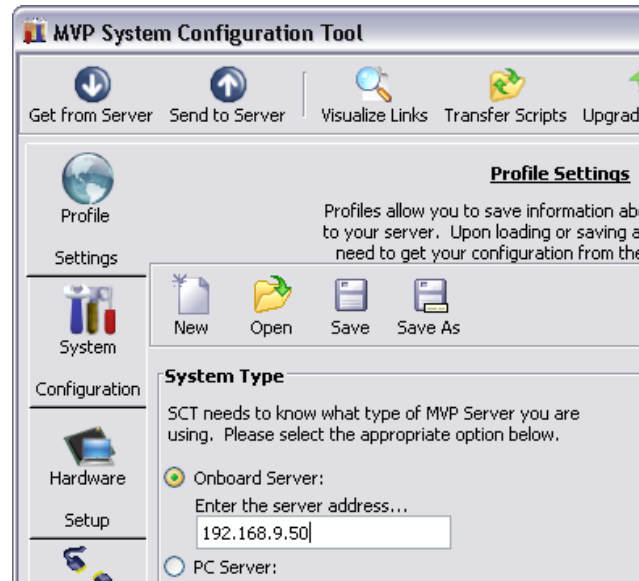 MVP System Configuration Tool
Get from Server Send to Server Visualize Links Transfer Scripts
Profile
Settings
System
Configuration
Hardware
Setup
Profile Settings
Profiles allow you to save information
to your server. Upon loading or saving
need to get your configuration from
New Open Save Save As
System Type
SCT needs to know what type of MVP Server you are
using. Please select the appropriate option below.
Onboard Server:
Enter the server address...
192.168.9.50
PC Server: